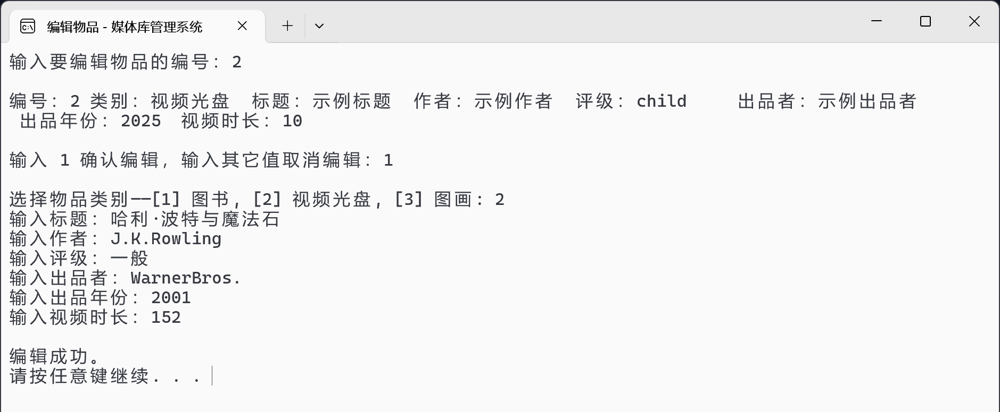 编辑物品 - 媒体库管理系统
输入要编辑物品的编号：2
编号：2 类别：视频光盘 标题：示例标题 作者：示例作者 评级：child 出品者：示例出品者
出品年份：2025 视频时长：10
输入 1 确认编辑，输入其它值取消编辑：1
选择物品类别——[1] 图书，[2] 视频光盘，[3] 图画：2
输入标题：哈利·波特与魔法石
输入作者：J.K.Rowling
输入评级：一般
输入出品者：WarnerBros.
输入出品年份：2001
输入视频时长：152
编辑成功。
请按任意键继续. . .